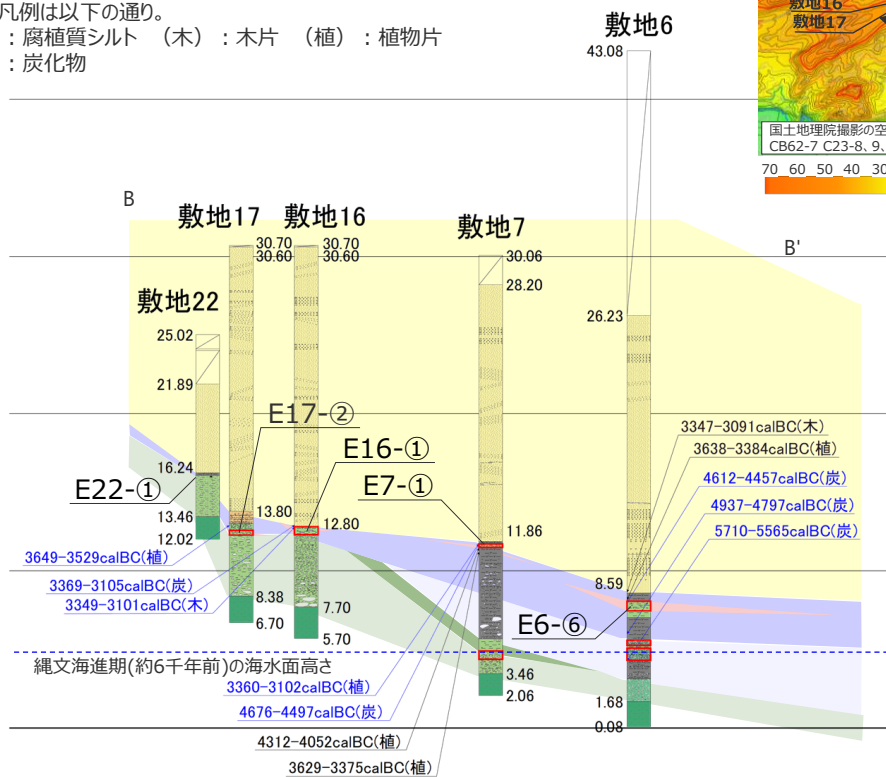 凡例は以下の通り。
：腐植質シルト　（木）：木片　（植）：植物片
：炭化物
敷地6
43.08
敷地16
敷地17
国土地理院撮影の空
CB62-7 C23-8、9、
70 60 50 40 30
B
B'
敷地17
敷地16
敷地7
30.70
30.60
30.70
30.60
30.06
28.20
26.23
敷地22
25.02
21.89
16.24
13.46
12.02
E22-①
E17-②
E16-①
E7-①
E6-⑥
13.80
12.80
11.86
8.59
8.38
6.70
7.70
5.70
3.46
2.06
1.68
0.08
3347-3091calBC(木)
3638-3384calBC(植)
4612-4457calBC(炭)
4937-4797calBC(炭)
5710-5565calBC(炭)
3649-3529calBC(植)
3369-3105calBC(炭)
3349-3101calBC(木)
縄文海進期(約6千年前)の海水面高さ
3360-3102calBC(植)
4676-4497calBC(炭)
4312-4052calBC(植)
3629-3375calBC(植)